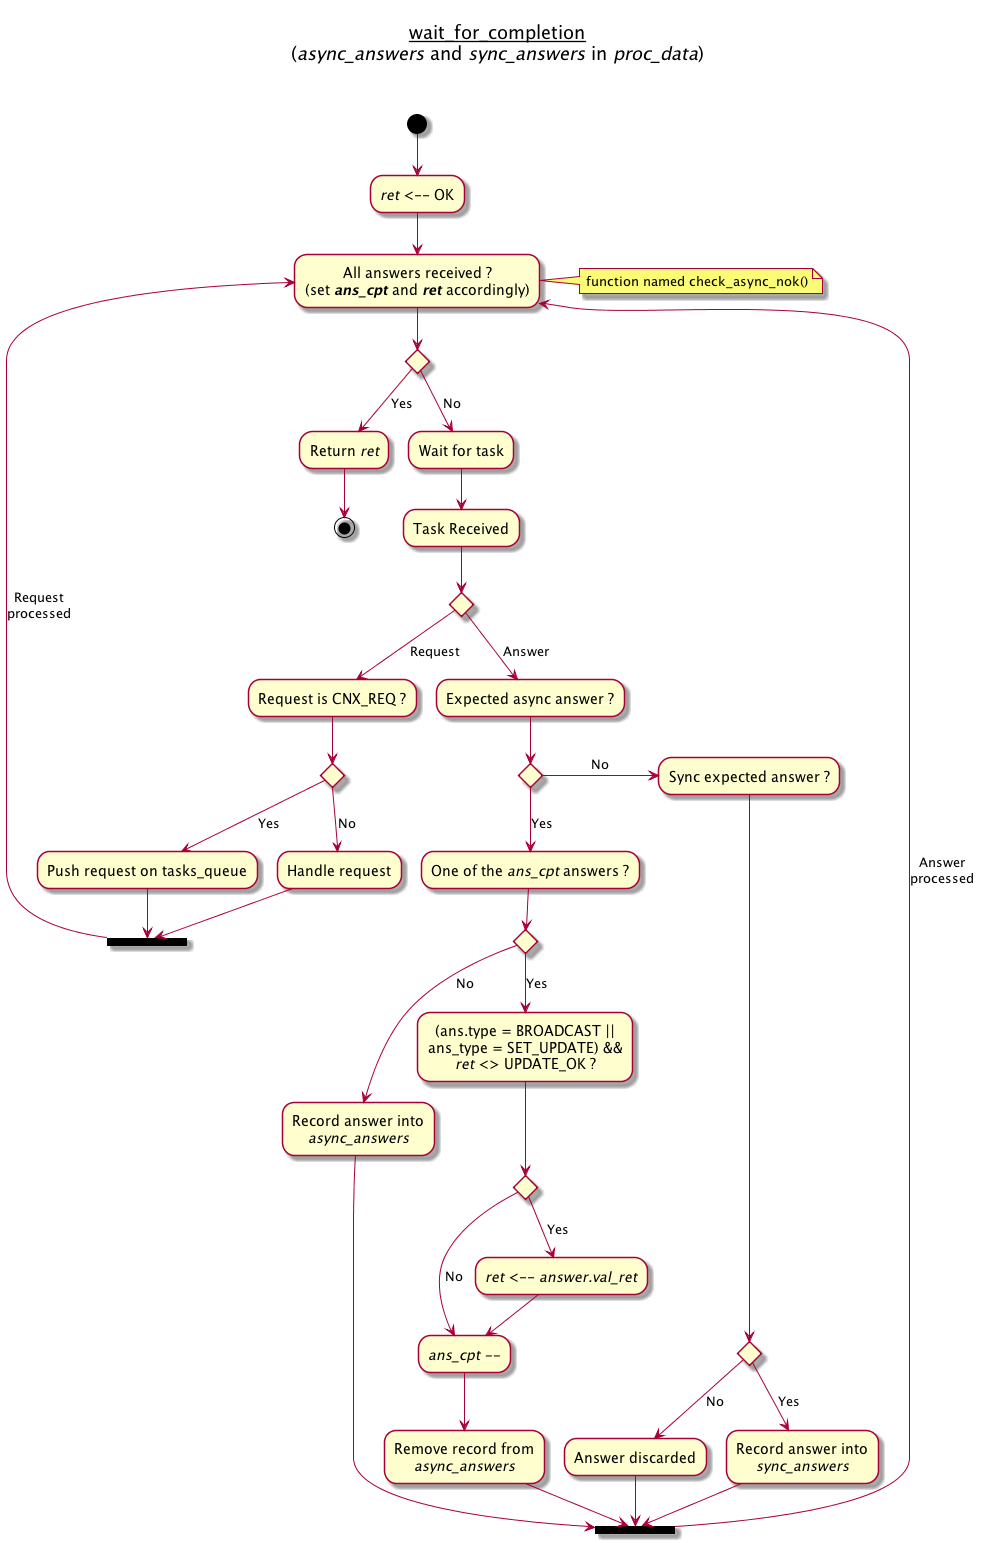 wait_for_completion
(async_answers and sync_answers in proc_data)
ret <-- OK
All answers received ?
(set ans_cpt and ret accordingly)
function named check_async_nok()
Yes
No
Return ret
Wait for task
Task Received
Request
processed
Request
Answer
Request is CNX_REQ ?
Expected async answer ?
No
Sync expected answer ?
Yes
No
Yes
Push request on tasks_queue
Handle request
One of the ans_cpt answers ?
Answer
processed
No
Yes
(ans.type = BROADCAST ||
ans_type = SET_UPDATE) &&
ret <> UPDATE_OK ?
Record answer into
async_answers
Yes
No
ret <-- answer.val_ret
ans_cpt --
No
Yes
Remove record from
async_answers
Answer discarded
Record answer into
sync_answers